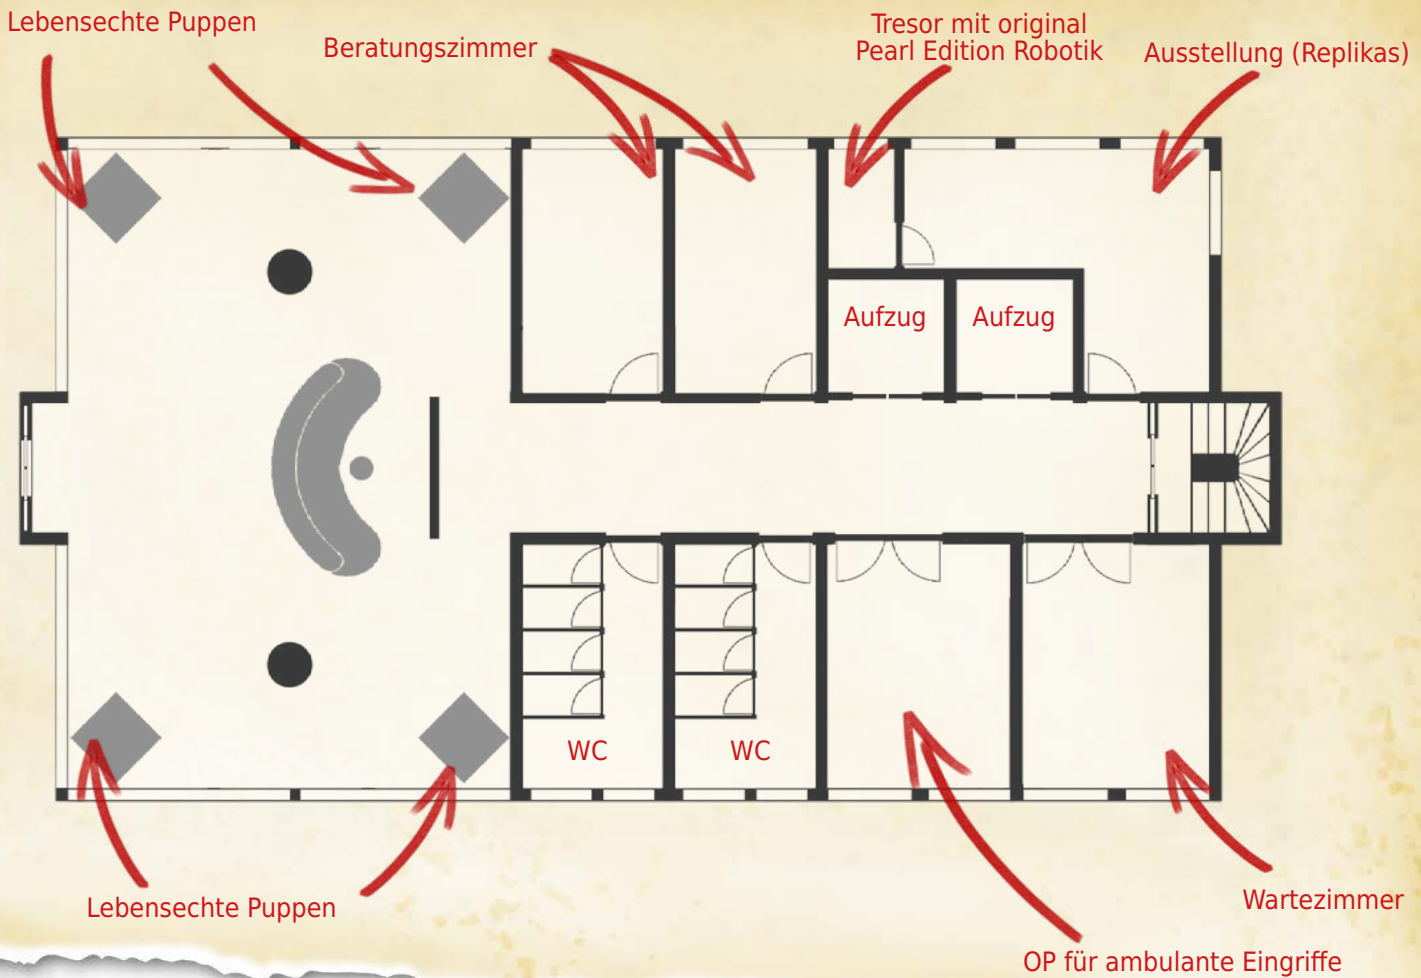 Lebensechte Puppen
Beratungszimmer
Tresor mit original
Pearl Edition Robotik
Ausstellung (Replikas)
Aufzug
Aufzug
WC
WC
Lebensechte Puppen
Wartezimmer
OP für ambulante Eingriffe